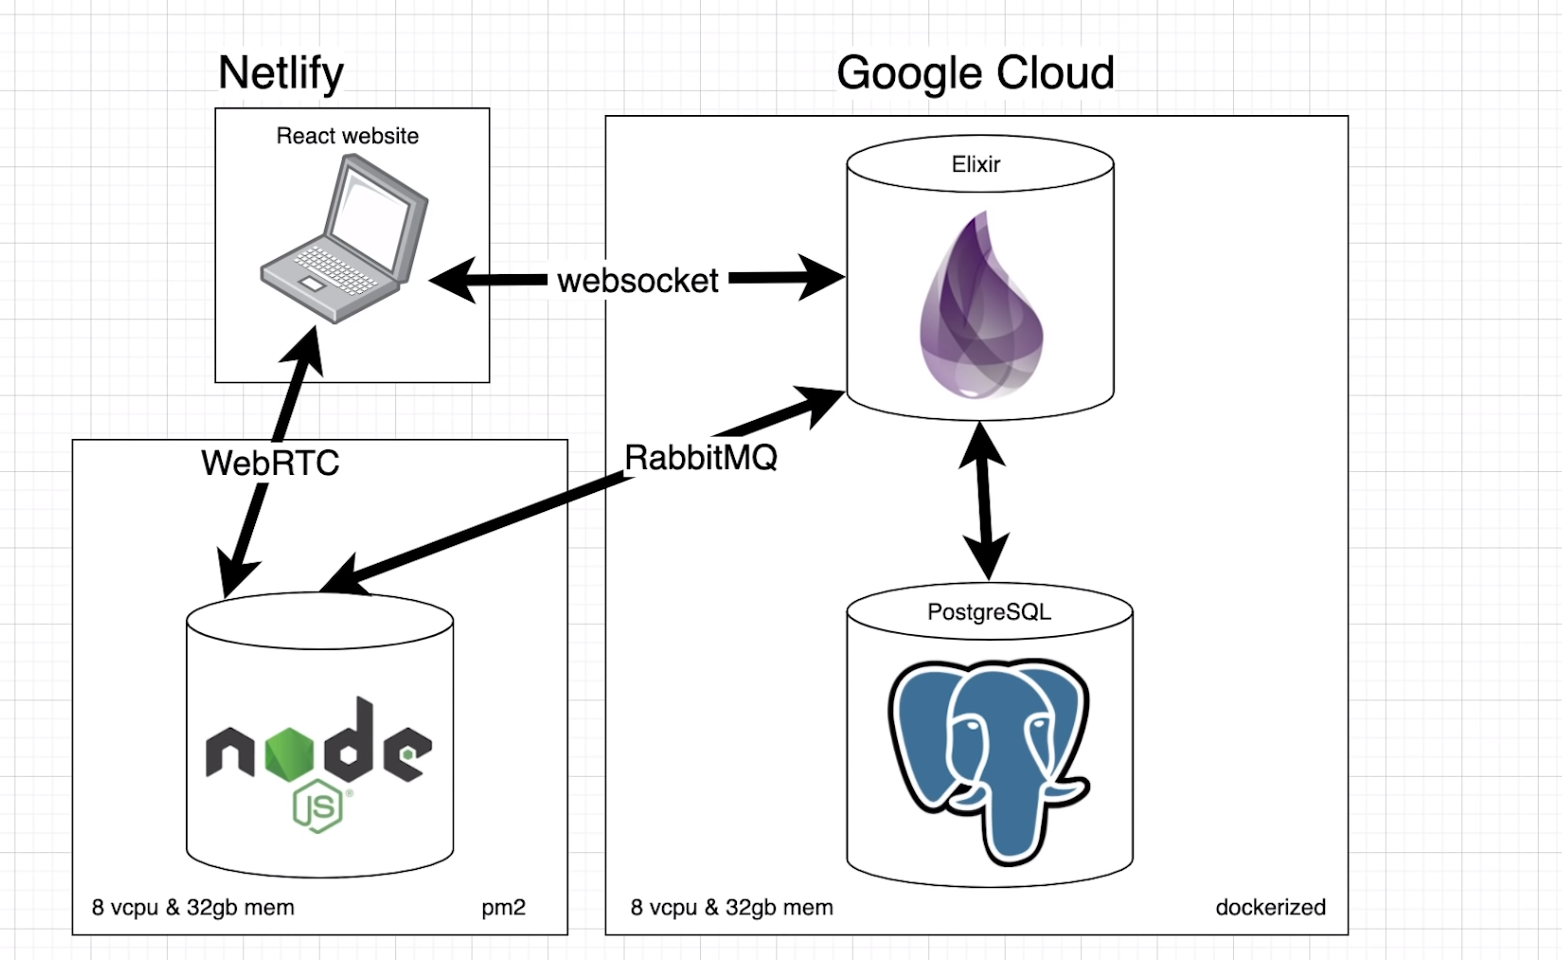 Netlify
Google Cloud
React website
Elixir
websocket
WebRTC
RabbitMQ
PostgreSQL
node
JS®
8 vcpu & 32gb mem
pm2
8 vcpu & 32gb mem
dockerized